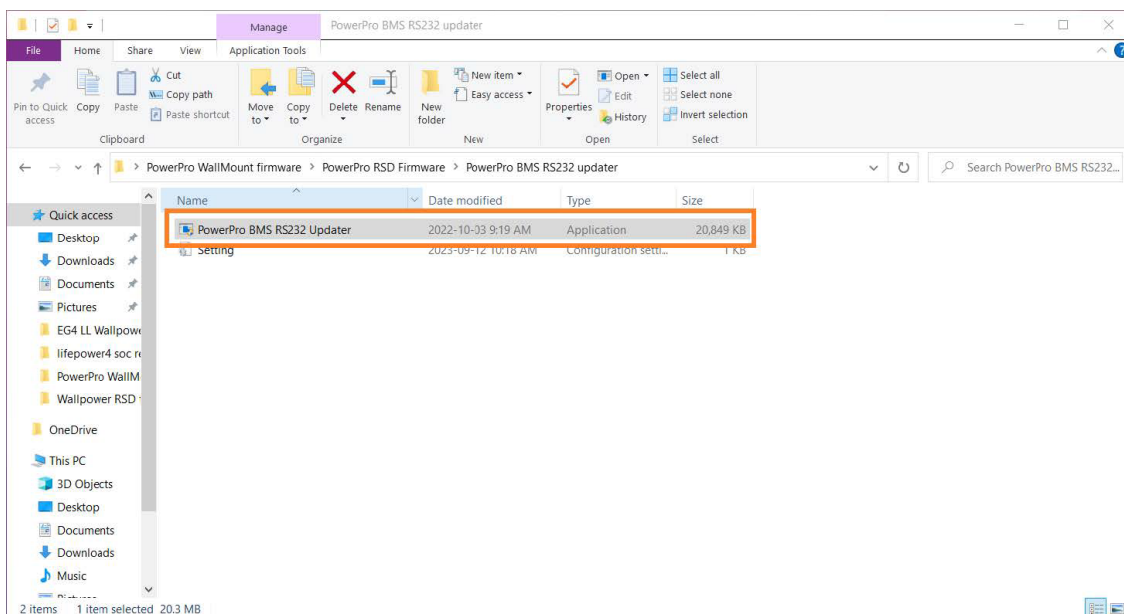 Manage PowerPro BMS RS232 updater
File Home Share View Application Tools
Pin to Quick access
Copy
Paste
Cut
Copy path
Paste shortcut
Clipboard
Move to
Copy to
Delete
Rename
Organize
New folder
New item
Easy access
New
Properties
Open
Edit
History
Open
Select all
Select none
Invert selection
Select
PowerPro WallMount firmware > PowerPro RSD Firmware > PowerPro BMS RS232 updater
Search PowerPro BMS RS232...
Name Date modified Type Size
PowerPro BMS RS232 Updater 2022-10-03 9:19 AM Application 20,849 KB
Setting 2023-09-12 10:18 AM Configuration setti... 1 KB
Quick access
Desktop
Downloads
Documents
Pictures
EG4 LL Wallpowe
lifepower4 soc re
PowerPro WallM
Wallpower RSD
OneDrive
This PC
3D Objects
Desktop
Documents
Downloads
Music
2 items 1 item selected 20.3 MB